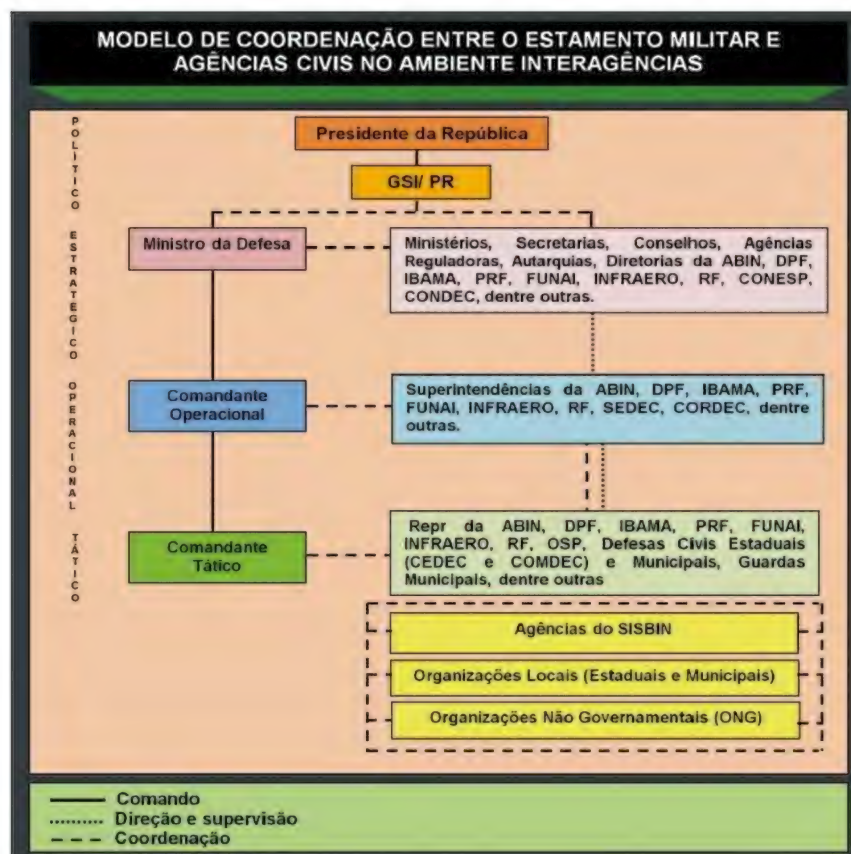 MODELO DE COORDENAÇÃO ENTRE O ESTAMENTO MILITAR E
AGÊNCIAS CIVIS NO AMBIENTE INTERAGÊNCIAS
POLÍTICO
Presidente da República
GSI/ PR
ESTRATEGICO
Ministro da Defesa
Ministérios, Secretarias, Conselhos, Agências
Reguladoras, Autarquias, Diretorias da ABIN, DPF,
IBAMA, PRF, FUNAI, INFRAERO, RF, CONESP,
CONDEC, dentre outras.
OPERACIONAL
Comandante
Operacional
Superintendências da ABIN, DPF, IBAMA, PRF,
FUNAI, INFRAERO, RF, SEDEC, CORDEC, dentre
outras.
TÁTICO
Comandante
Tático
Repr da ABIN, DPF, IBAMA, PRF, FUNAI,
INFRAERO, RF, OSP, Defesas Civis Estaduais
(CEDEC e COMDEC) e Municipais, Guardas
Municipais, dentre outras
Agências do SISBIN
Organizações Locais (Estaduais e Municipais)
Organizações Não Governamentais (ONG)
Comando
Direção e supervisão
Coordenação